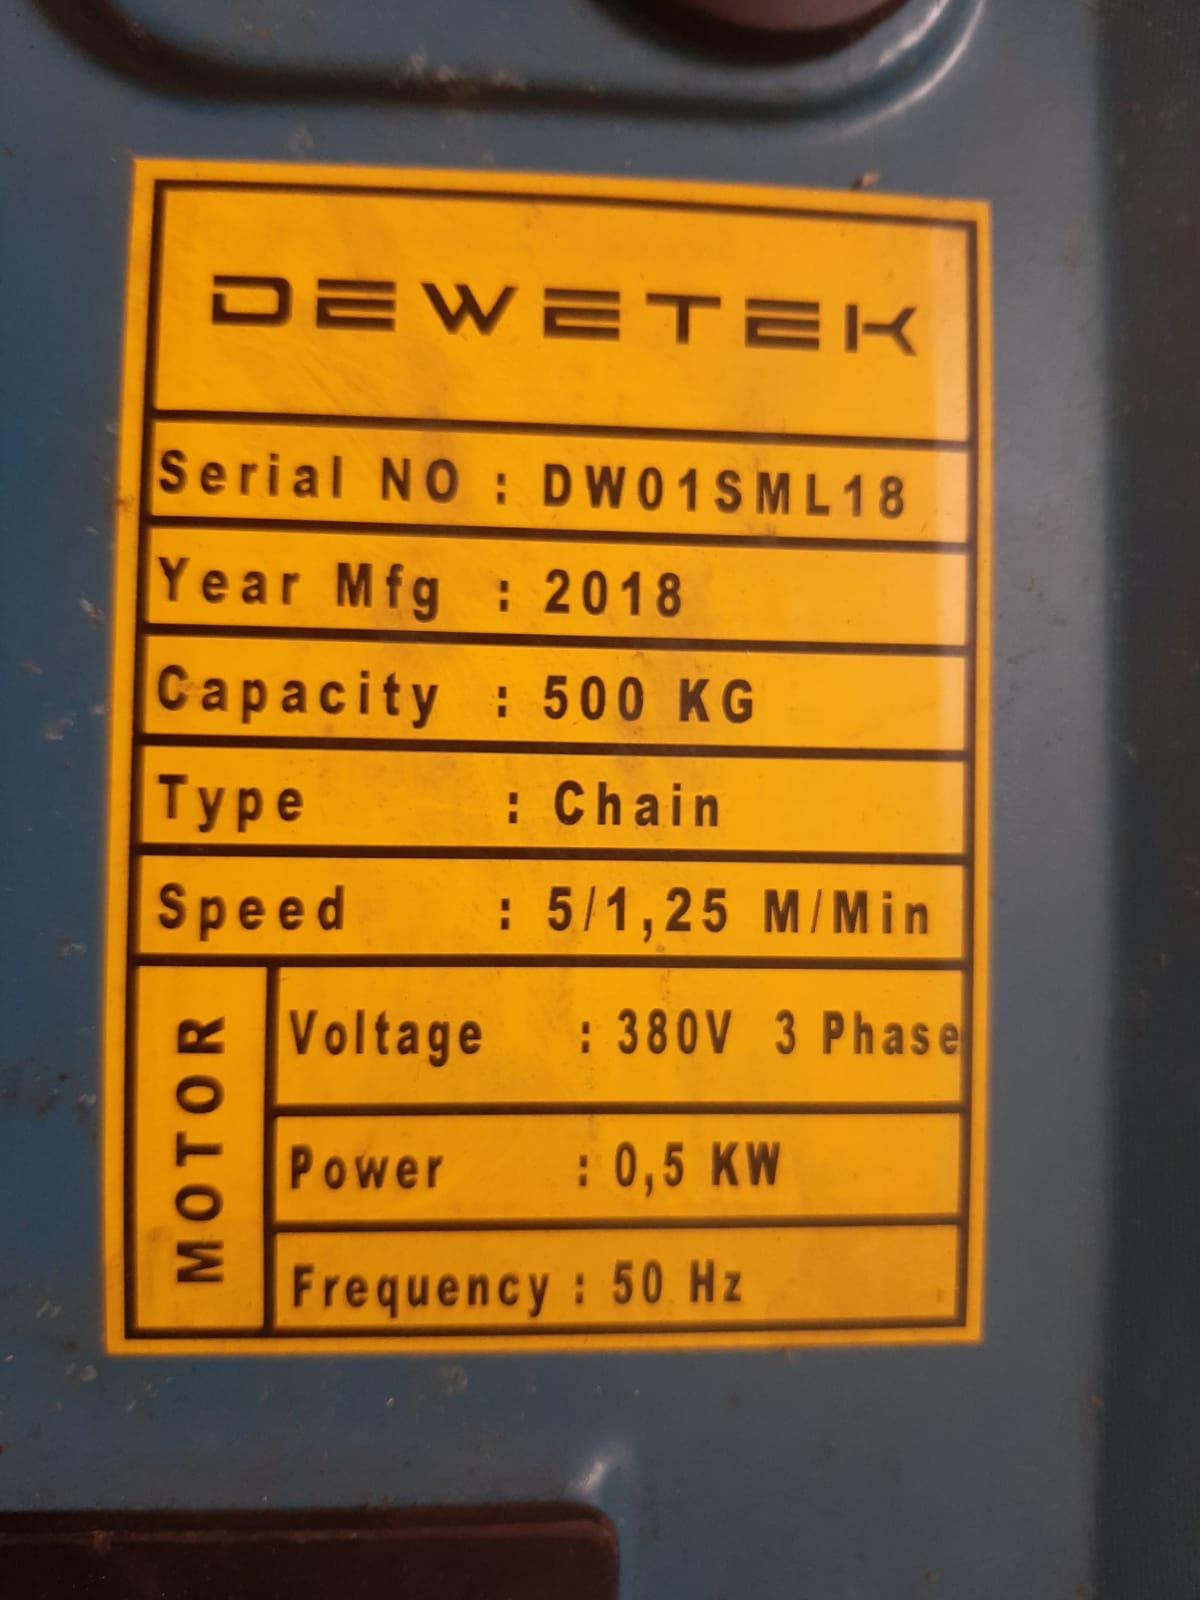 DEWETEK
Serial NO : DW01SML18
Year Mfg : 2018
Capacity : 500 KG
Type : Chain
Speed : 5/1,25 M/Min
MOTOR
Voltage : 380V 3 Phase
Power : 0,5 KW
Frequency : 50 Hz